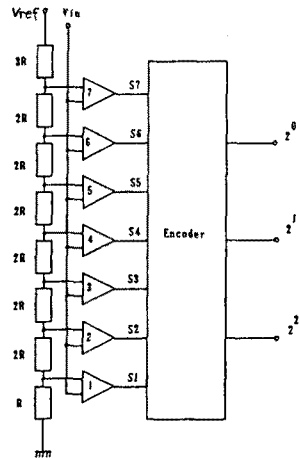 Vref Vin
3R
7 S7
2R
6 S6 2^0
2R
5 S5
2R
Encoder
4 S4 2^1
2R
3 S3
2R
2 S2 2^2
2R
1 S1
R